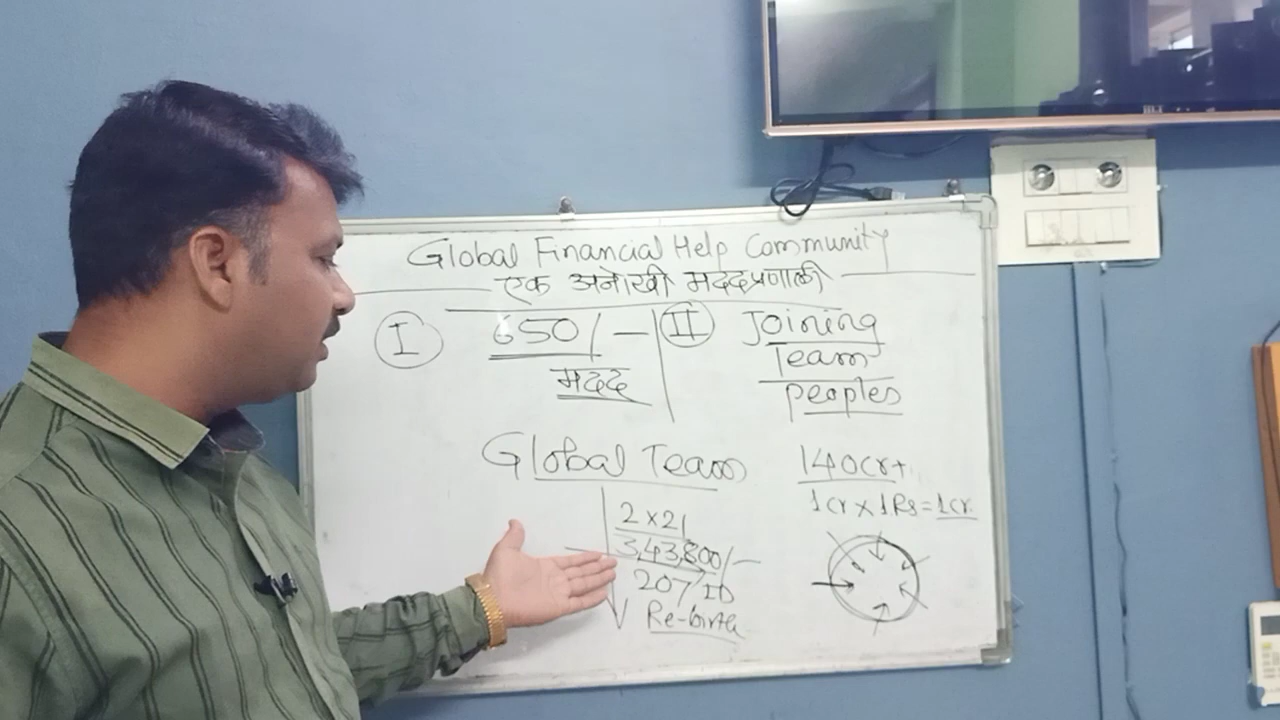 Global Financial Help Community
एक अनोखी मददप्रणाली
I 650/- II Joining
मदद Team
peoples
Global Team 140cr+
1cr x 1Rs = 1cr.
2x21
3,43,800/-
207 ID
Re-birth